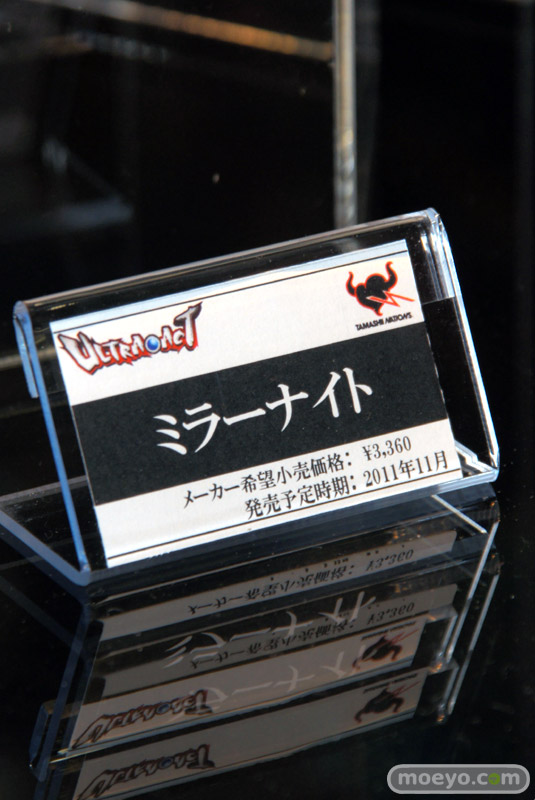 ULTRA-ACT
TAMASHII NATIONS
ミラーナイト
メーカー希望小売価格：¥3,360
発売予定時期：2011年11月
moeyo.com